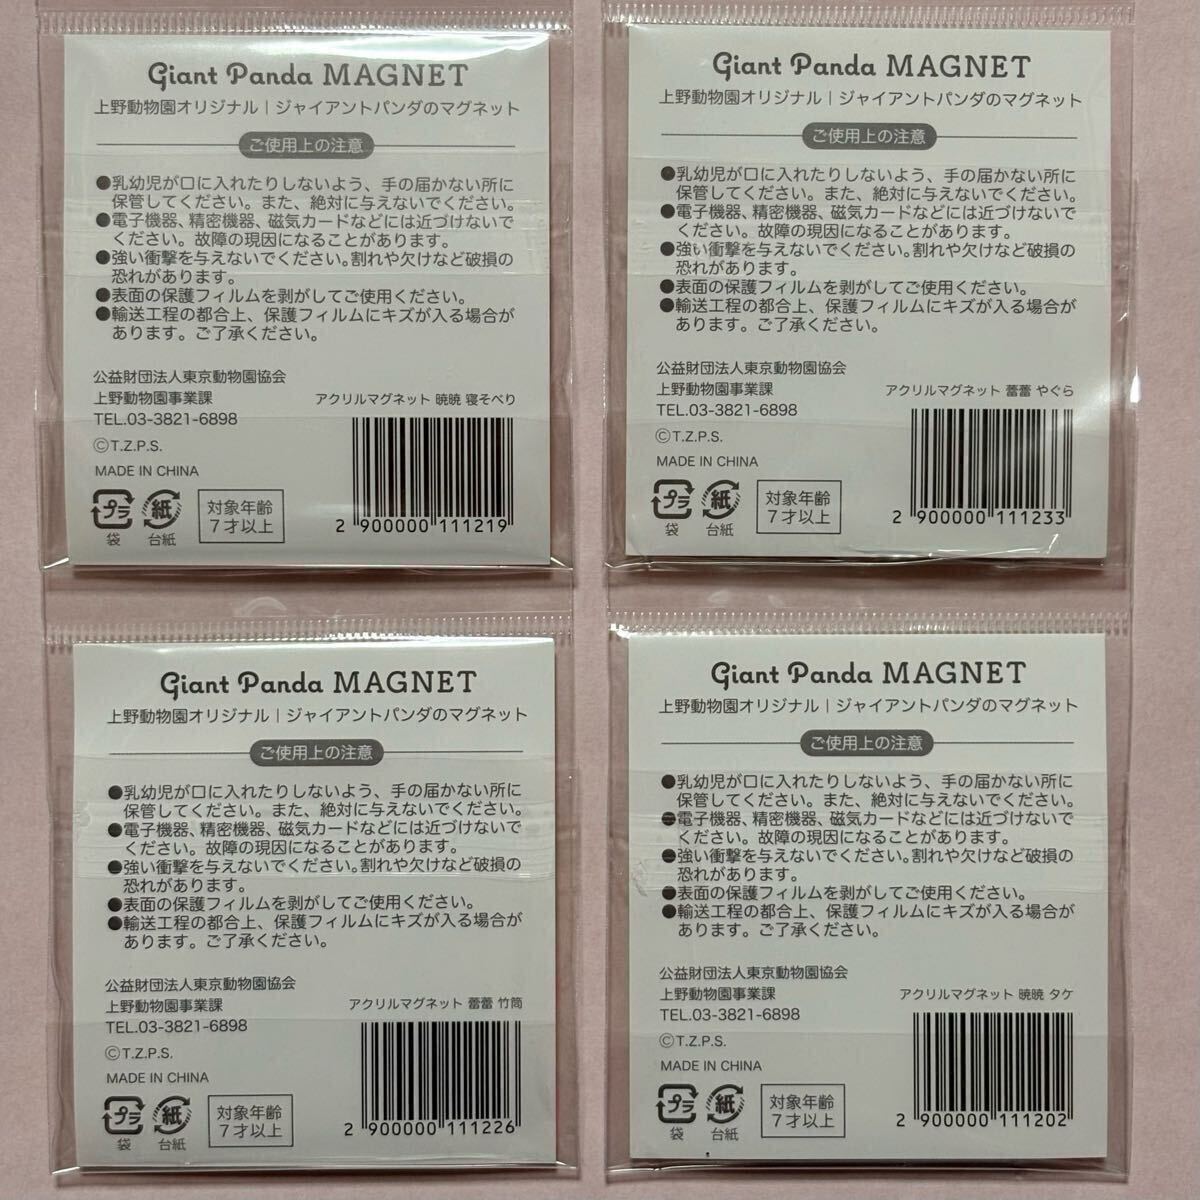 Giant Panda MAGNET
上野動物園オリジナル | ジャイアントパンダのマグネット
ご使用上の注意
●乳幼児が口に入れたりしないよう、手の届かない所に
保管してください。また、絶対に与えないでください。
●電子機器、精密機器、磁気カードなどには近づけないで
ください。故障の現因になることがあります。
●強い衝撃を与えないでください。割れや欠けなど破損の
恐れがあります。
●表面の保護フィルムを剥がしてご使用ください。
●輸送工程の都合上、保護フィルムにキズが入る場合が
あります。ご了承ください。
公益財団法人東京動物園協会
上野動物園事業課
TEL.03-3821-6898
アクリルマグネット 暁暁 寝そべり
ⒸT.Z.P.S.
MADE IN CHINA
プラ
袋
紙
台紙
対象年齢
7才以上
2 900000 111219
Giant Panda MAGNET
上野動物園オリジナル | ジャイアントパンダのマグネット
ご使用上の注意
●乳幼児が口に入れたりしないよう、手の届かない所に
保管してください。また、絶対に与えないでください。
●電子機器、精密機器、磁気カードなどには近づけないで
ください。故障の現因になることがあります。
●強い衝撃を与えないでください。割れや欠けなど破損の
恐れがあります。
●表面の保護フィルムを剥がしてご使用ください。
●輸送工程の都合上、保護フィルムにキズが入る場合が
あります。ご了承ください。
公益財団法人東京動物園協会
上野動物園事業課
TEL.03-3821-6898
アクリルマグネット 蕾蕾 やぐら
ⒸT.Z.P.S.
MADE IN CHINA
プラ
袋
紙
台紙
対象年齢
7才以上
2 900000 111233
Giant Panda MAGNET
上野動物園オリジナル | ジャイアントパンダのマグネット
ご使用上の注意
●乳幼児が口に入れたりしないよう、手の届かない所に
保管してください。また、絶対に与えないでください。
●電子機器、精密機器、磁気カードなどには近づけないで
ください。故障の現因になることがあります。
●強い衝撃を与えないでください。割れや欠けなど破損の
恐れがあります。
●表面の保護フィルムを剥がしてご使用ください。
●輸送工程の都合上、保護フィルムにキズが入る場合が
あります。ご了承ください。
公益財団法人東京動物園協会
上野動物園事業課
TEL.03-3821-6898
アクリルマグネット 蕾蕾 竹筒
ⒸT.Z.P.S.
MADE IN CHINA
プラ
袋
紙
台紙
対象年齢
7才以上
2 900000 111226
Giant Panda MAGNET
上野動物園オリジナル | ジャイアントパンダのマグネット
ご使用上の注意
●乳幼児が口に入れたりしないよう、手の届かない所に
保管してください。また、絶対に与えないでください。
●電子機器、精密機器、磁気カードなどには近づけないで
ください。故障の現因になることがあります。
●強い衝撃を与えないでください。割れや欠けなど破損の
恐れがあります。
●表面の保護フィルムを剥がしてご使用ください。
●輸送工程の都合上、保護フィルムにキズが入る場合が
あります。ご了承ください。
公益財団法人東京動物園協会
上野動物園事業課
TEL.03-3821-6898
アクリルマグネット 暁暁 タケ
ⒸT.Z.P.S.
MADE IN CHINA
プラ
袋
紙
台紙
対象年齢
7才以上
2 900000 111202